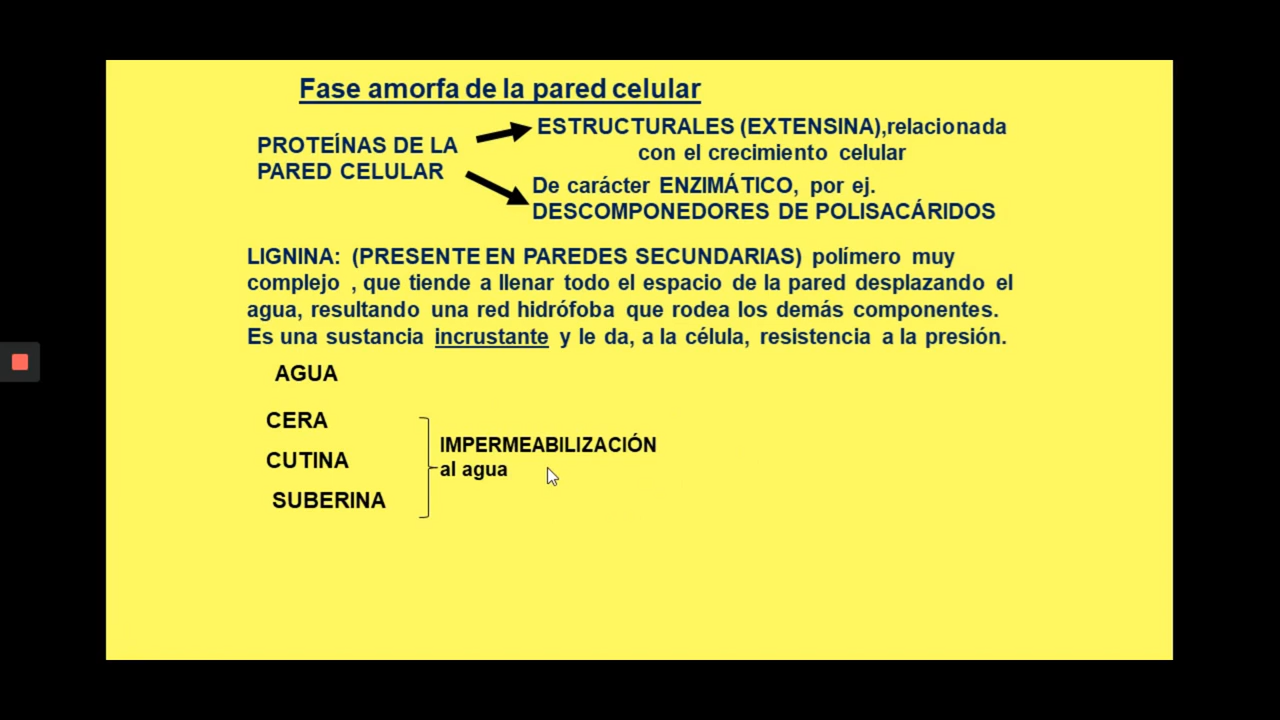 Fase amorfa de la pared celular
PROTEÍNAS DE LA
PARED CELULAR
ESTRUCTURALES (EXTENSINA),relacionada
con el crecimiento celular
De carácter ENZIMÁTICO, por ej.
DESCOMPONEDORES DE POLISACÁRIDOS
LIGNINA: (PRESENTE EN PAREDES SECUNDARIAS) polímero muy
complejo , que tiende a llenar todo el espacio de la pared desplazando el
agua, resultando una red hidrófoba que rodea los demás componentes.
Es una sustancia incrustante y le da, a la célula, resistencia a la presión.
AGUA
CERA
CUTINA
SUBERINA
IMPERMEABILIZACIÓN
al agua